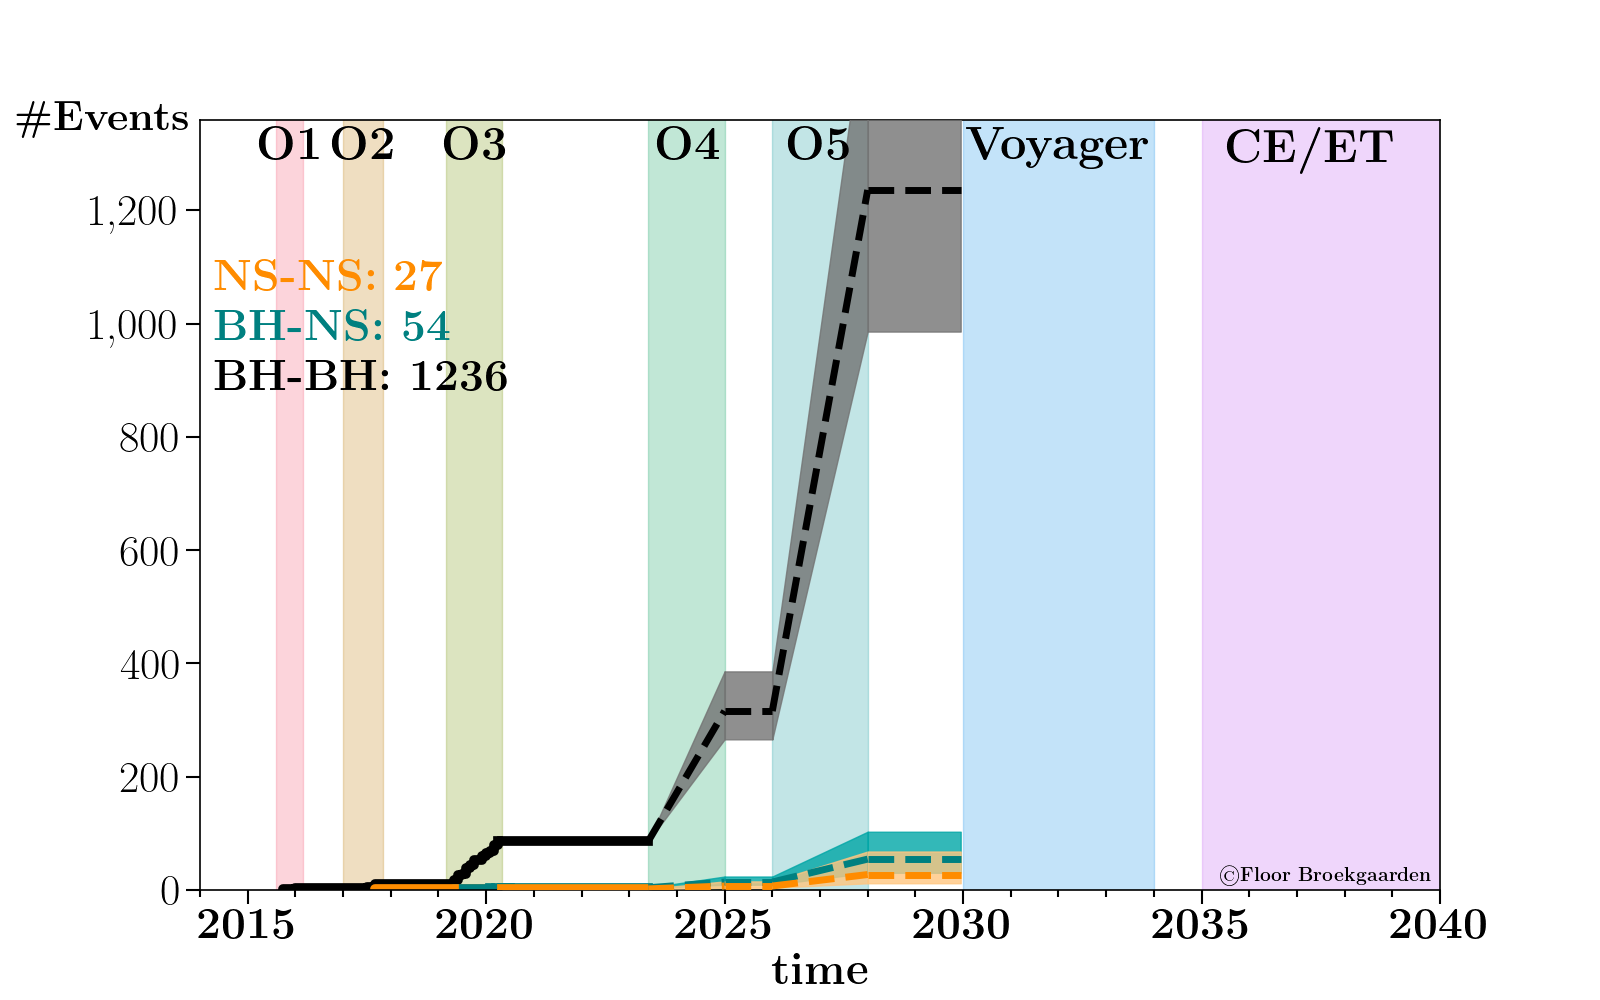 #Events
O1 O2 O3 O4 O5 Voyager CE/ET
1,200
NS-NS: 27
1,000
BH-NS: 54
BH-BH: 1236
800
600
400
200
0
©Floor Broekgaarden
2015 2020 2025 2030 2035 2040
time